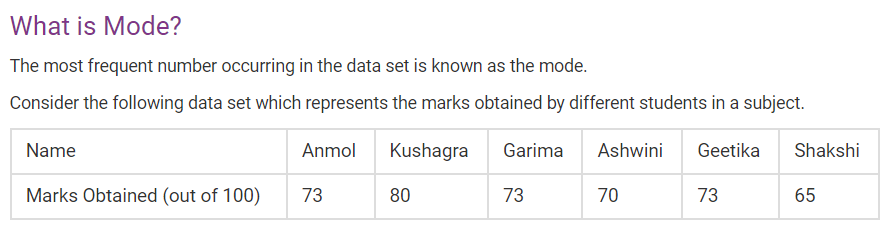 What is Mode?
The most frequent number occurring in the data set is known as the mode.
Consider the following data set which represents the marks obtained by different students in a subject.
Name Anmol Kushagra Garima Ashwini Geetika Shakshi
Marks Obtained (out of 100) 73 80 73 70 73 65